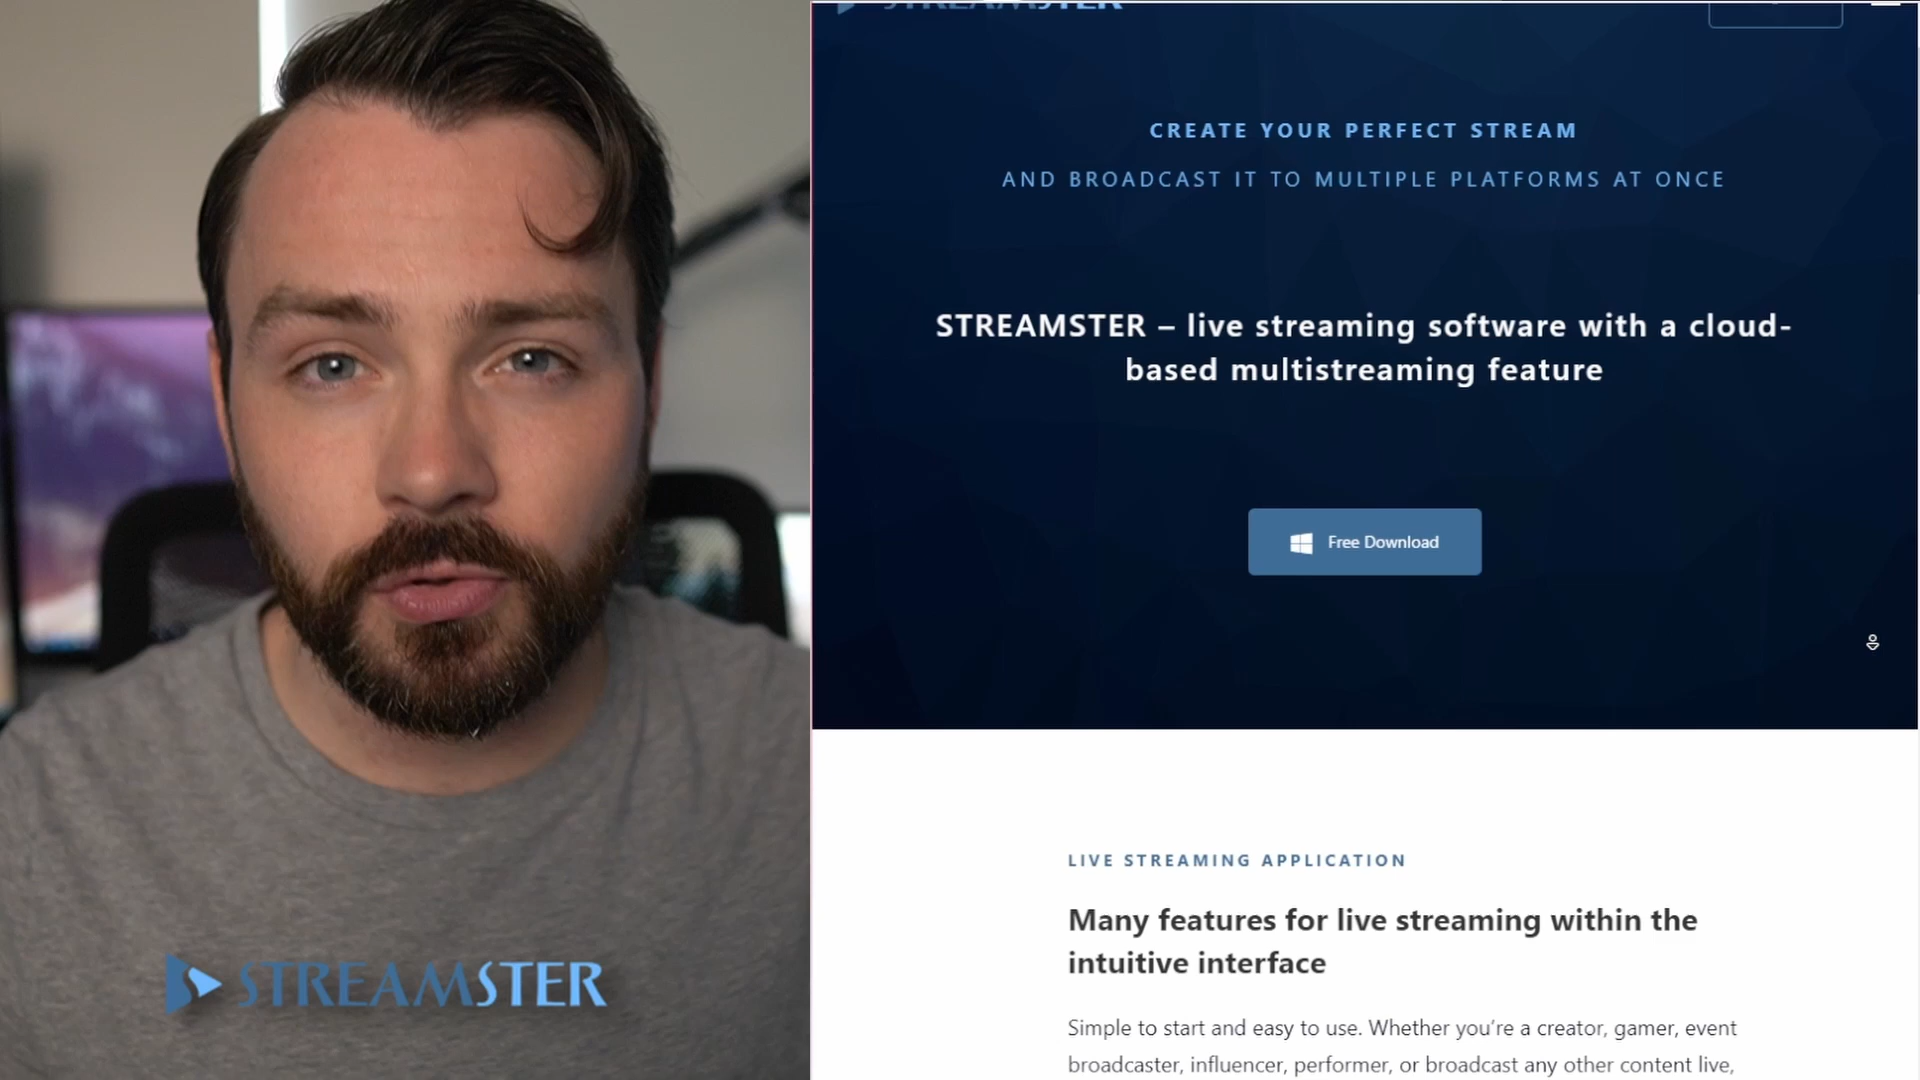 STREAMSTER
CREATE YOUR PERFECT STREAM
AND BROADCAST IT TO MULTIPLE PLATFORMS AT ONCE
STREAMSTER – live streaming software with a cloud-
based multistreaming feature
Free Download
LIVE STREAMING APPLICATION
Many features for live streaming within the
intuitive interface
Simple to start and easy to use. Whether you're a creator, gamer, event
broadcaster, influencer, performer, or broadcast any other content live,
STREAMSTER